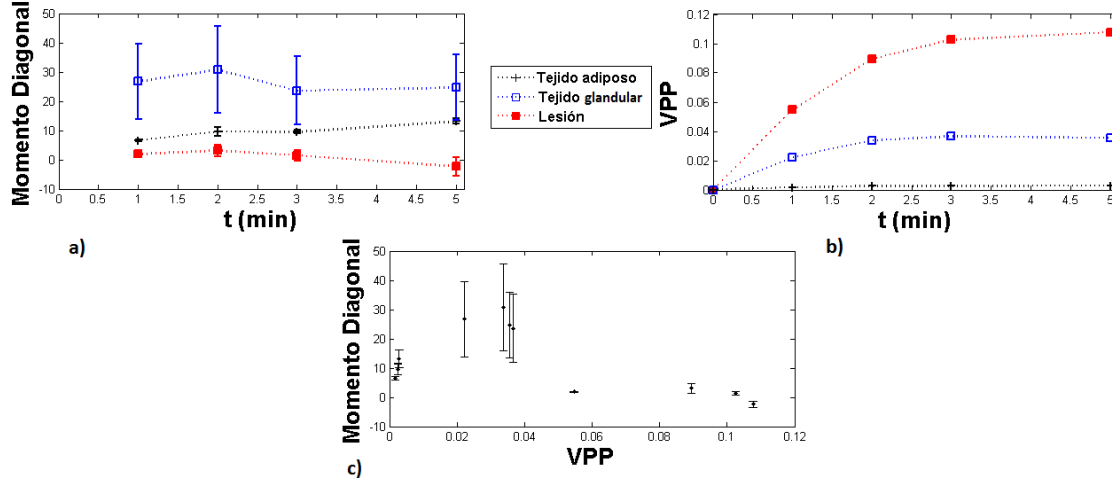 Momento Diagonal
50
40
30
20
10
0
-10
0 0.5 1 1.5 2 2.5 3 3.5 4 4.5 5
t (min)
a)
Tejido adiposo
Tejido glandular
Lesión
VPP
0.12
0.1
0.08
0.06
0.04
0.02
0
0 0.5 1 1.5 2 2.5 3 3.5 4 4.5 5
t (min)
b)
Momento Diagonal
50
40
30
20
10
0
-10
0 0.02 0.04 0.06 0.08 0.1 0.12
VPP
c)